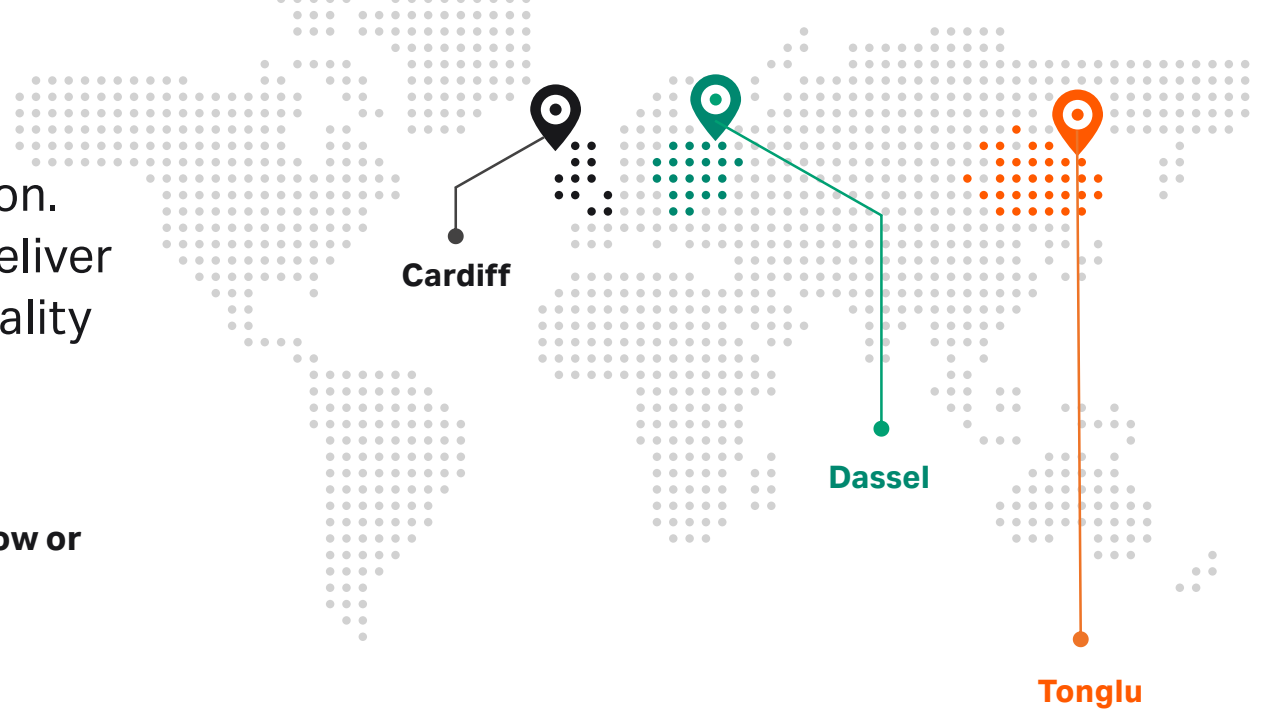 on.
eliver
ality
ow or
Cardiff
Dassel
Tonglu